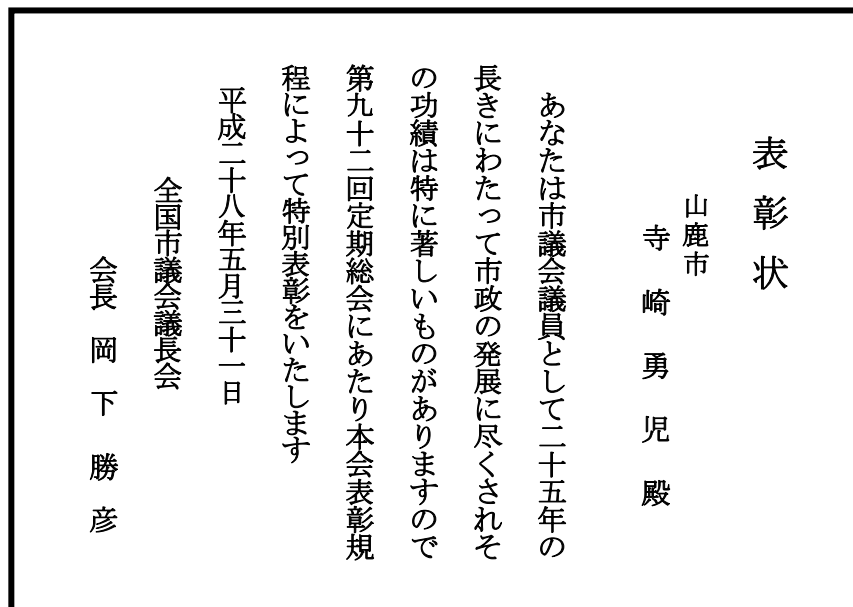 表彰状
山鹿市
寺崎勇児殿
あなたは市議会議員として二十五年の
長きにわたって市政の発展に尽くされそ
の功績は特に著しいものがありますので
第九十二回定期総会にあたり本会表彰規
程によって特別表彰をいたします
平成二十八年五月三十一日
全国市議会議長会
会長 岡下勝彦